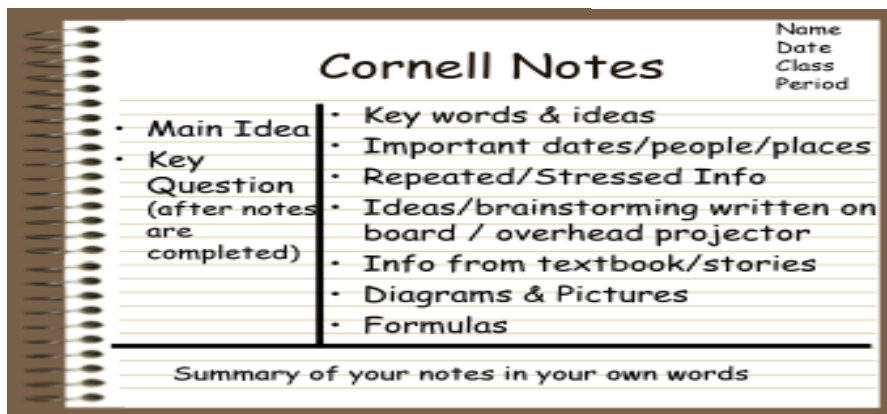 Name
Date
Class
Period
Cornell Notes
• Main Idea
• Key
Question
(after notes
are
completed)
• Key words & ideas
• Important dates/people/places
• Repeated/Stressed Info
• Ideas/brainstorming written on
board / overhead projector
• Info from textbook/stories
• Diagrams & Pictures
• Formulas
Summary of your notes in your own words